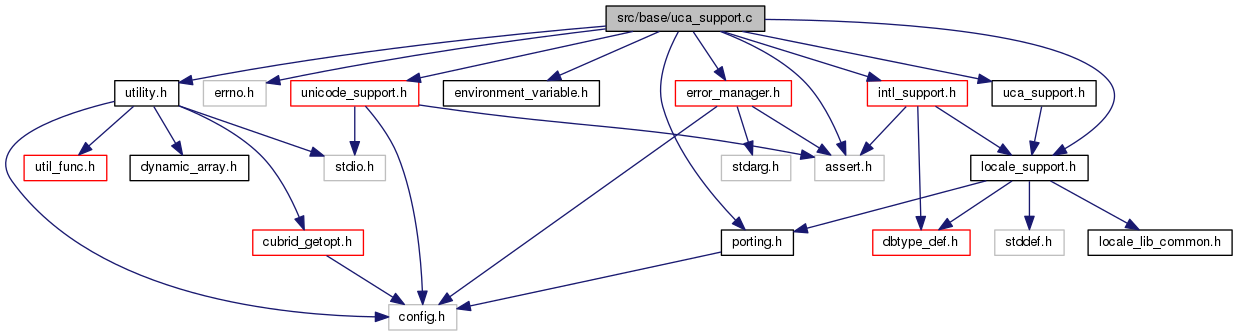 src/base/uca_support.c
utility.h
errno.h
unicode_support.h
environment_variable.h
error_manager.h
intl_support.h
uca_support.h
util_func.h
dynamic_array.h
stdio.h
stdarg.h
assert.h
locale_support.h
cubrid_getopt.h
porting.h
dbtype_def.h
stddef.h
locale_lib_common.h
config.h